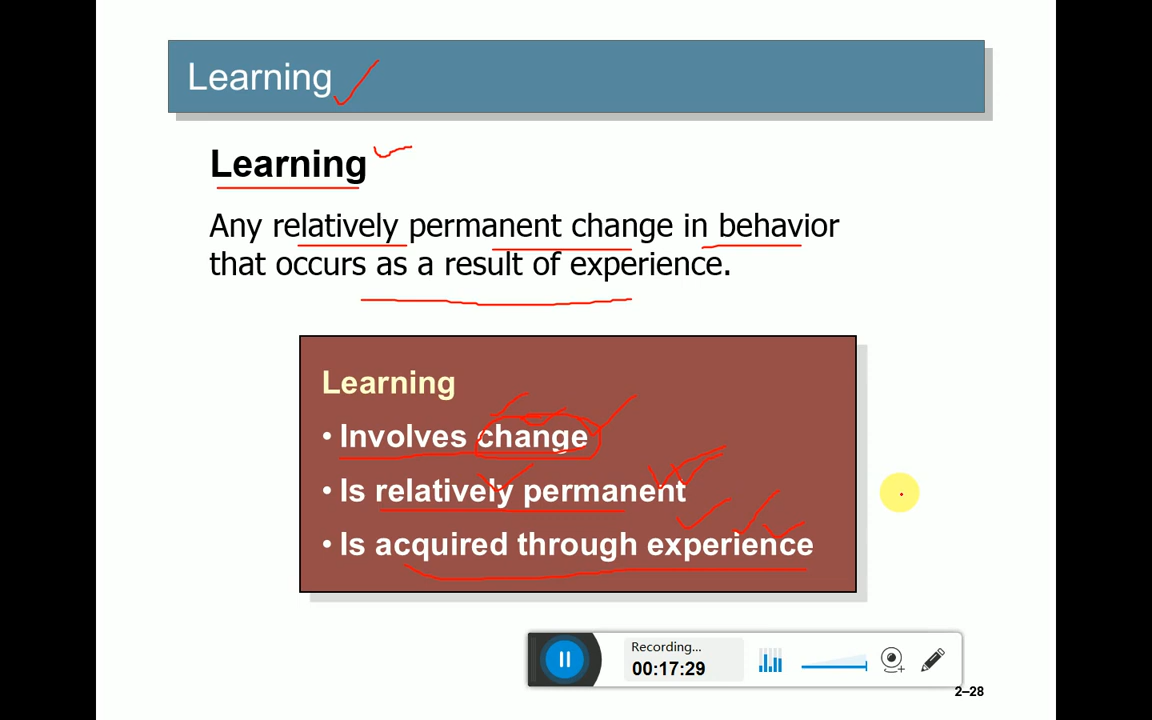 Learning
Learning
Any relatively permanent change in behavior
that occurs as a result of experience.
Learning
• Involves change
• Is relatively permanent
• Is acquired through experience
Recording...
00:17:29
2–28